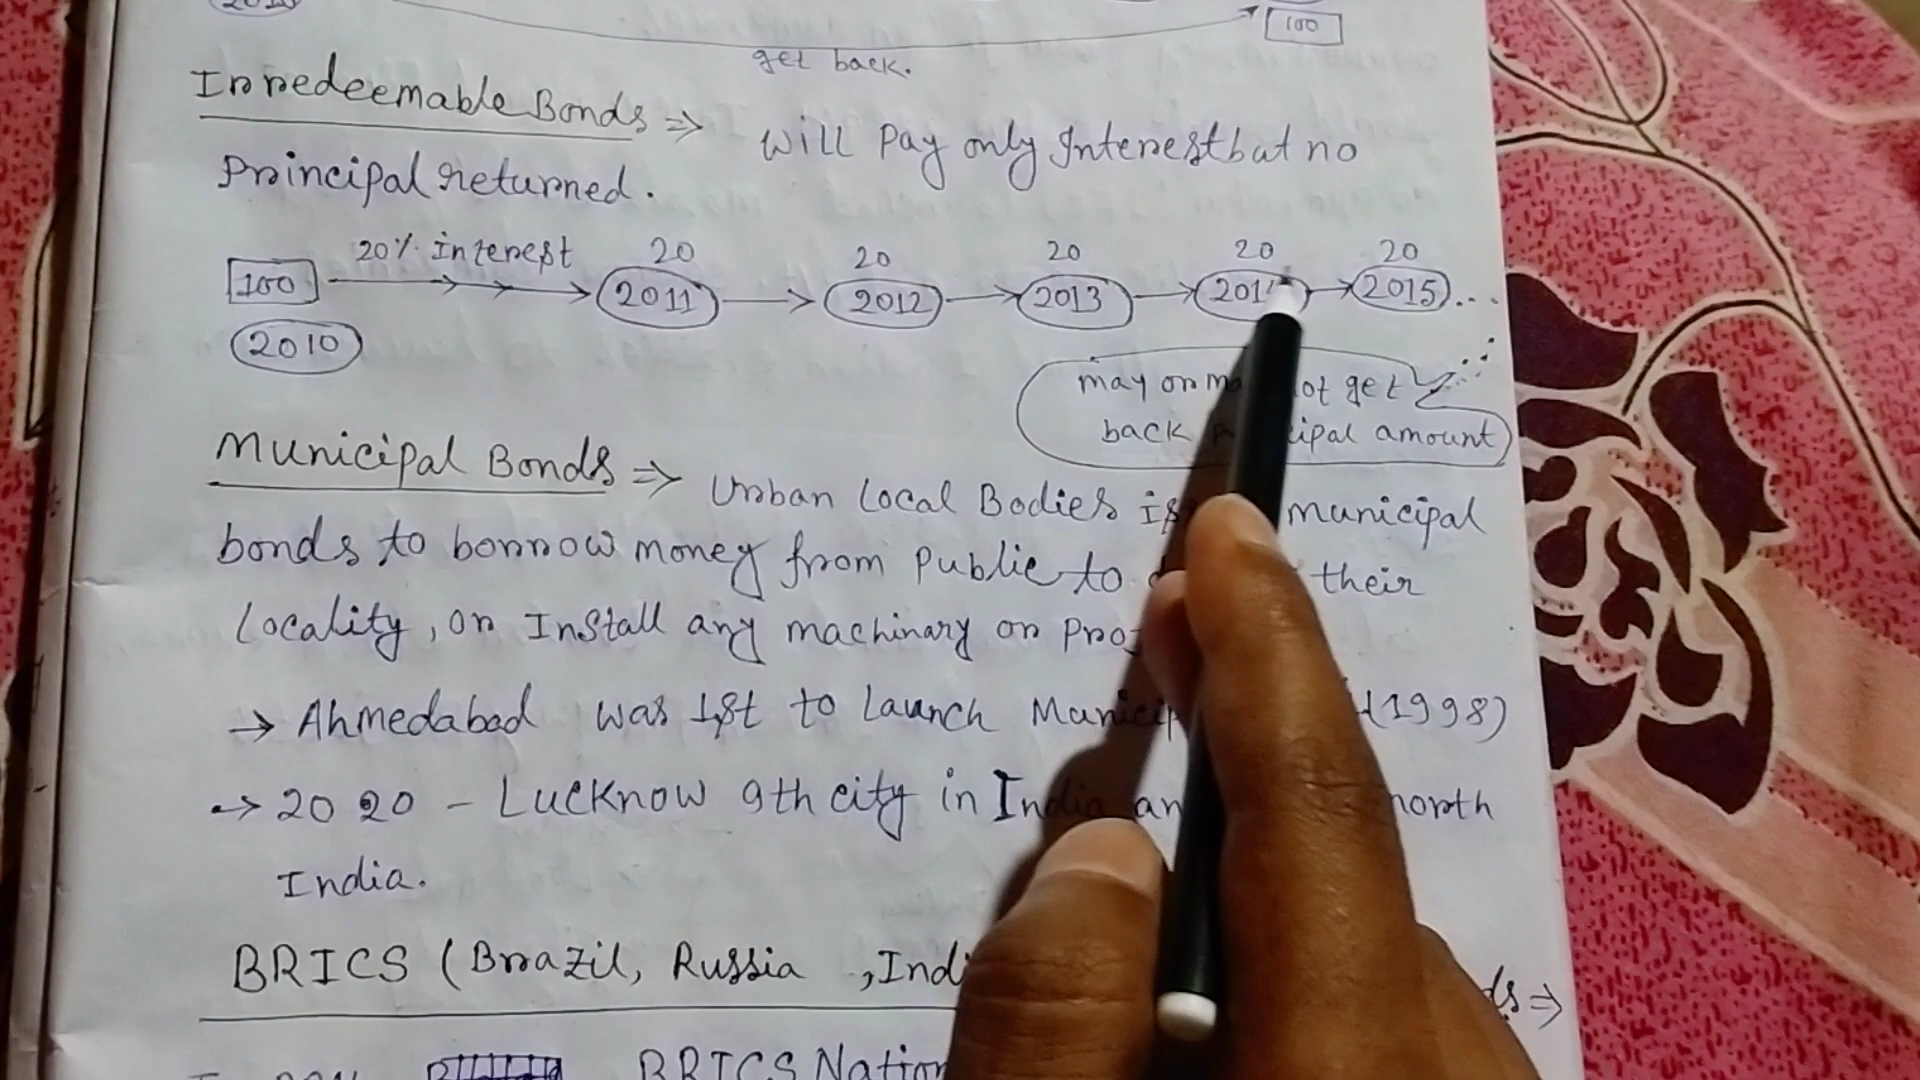 100
get back.
Irredeemable Bonds ⇒ Will Pay only Interest but no
Principal returned.
20% Interest 20 20 20 20 20
100 2011 2012 2013 2015...
2010
may or get
back amount
Municipal Bonds ⇒ Urban Local Bodies municipal
bonds to borrow money from Public to their
Locality, or Install any machinary or
→ Ahmedabad was 1st to Launch (1998)
→ 2020 - Lucknow 9th city in India north
India.
BRICS (Brazil, Russia ,
BRICS